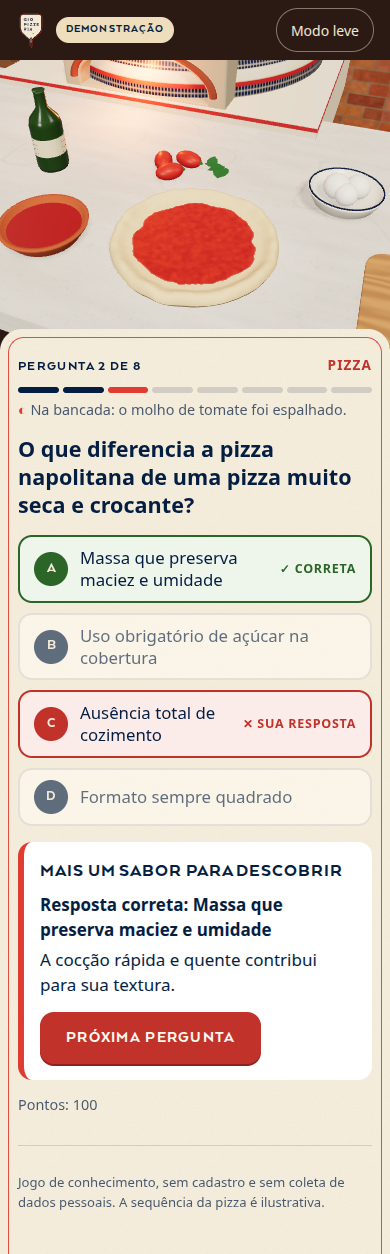 GIO
PIZZE
RIA
DEMONSTRAÇÃO
Modo leve
PERGUNTA 2 DE 8
PIZZA
Na bancada: o molho de tomate foi espalhado.
O que diferencia a pizza
napolitana de uma pizza muito
seca e crocante?
A
Massa que preserva
maciez e umidade
✓ CORRETA
B
Uso obrigatório de açúcar na
cobertura
C
Ausência total de
cozimento
✕ SUA RESPOSTA
D
Formato sempre quadrado
MAIS UM SABOR PARA DESCOBRIR
Resposta correta: Massa que
preserva maciez e umidade
A cocção rápida e quente contribui
para sua textura.
PRÓXIMA PERGUNTA
Pontos: 100
Jogo de conhecimento, sem cadastro e sem coleta de
dados pessoais. A sequência da pizza é ilustrativa.